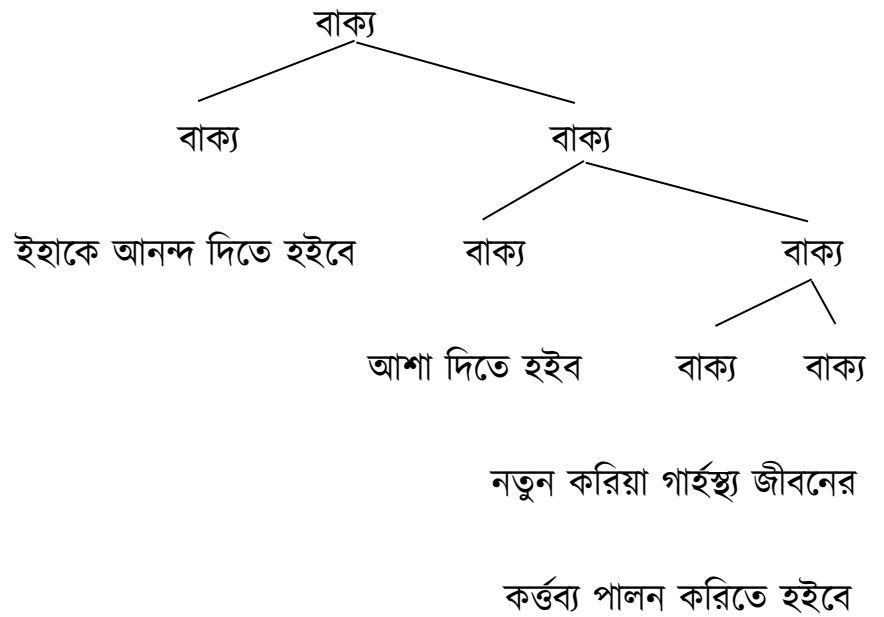 বাক্য
বাক্য বাক্য
ইহাকে আনন্দ দিতে হইবে বাক্য বাক্য
আশা দিতে হইব বাক্য বাক্য
নতুন করিয়া গার্হস্থ্য জীবনের
কর্ত্তব্য পালন করিতে হইবে